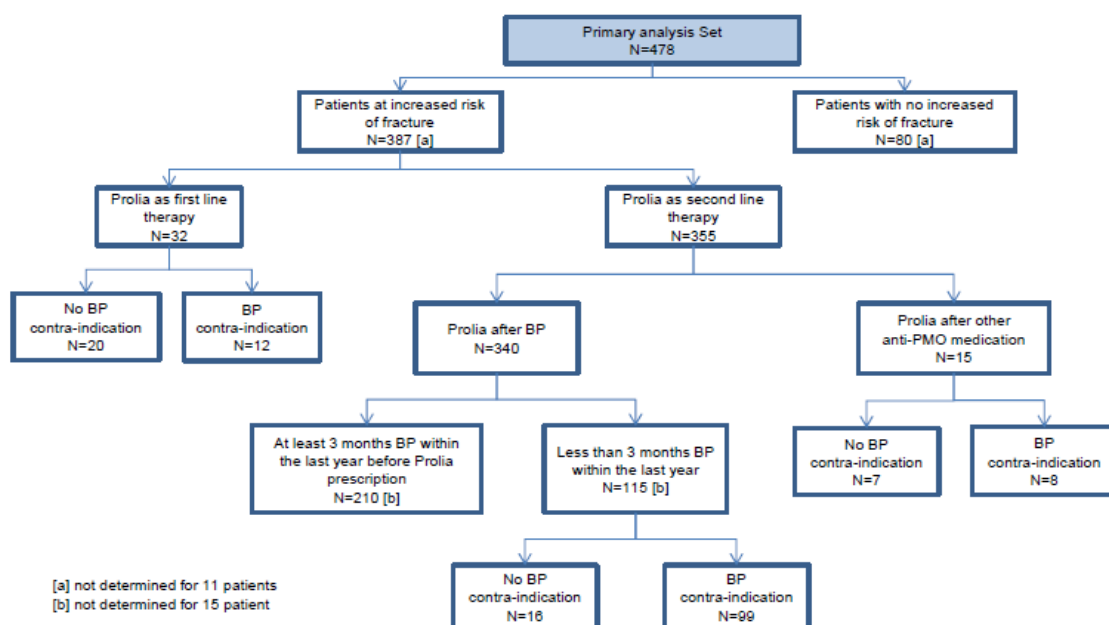 Primary analysis Set
N=478
Patients at increased risk
of fracture
N=387 [a]
Patients with no increased
risk of fracture
N=80 [a]
Prolia as first line
therapy
N=32
Prolia as second line
therapy
N=355
No BP
contra-indication
N=20
BP
contra-indication
N=12
Prolia after BP
N=340
Prolia after other
anti-PMO medication
N=15
At least 3 months BP within
the last year before Prolia
prescription
N=210 [b]
Less than 3 months BP
within the last year
N=115 [b]
No BP
contra-indication
N=7
BP
contra-indication
N=8
No BP
contra-indication
N=16
BP
contra-indication
N=99
[a] not determined for 11 patients
[b] not determined for 15 patient